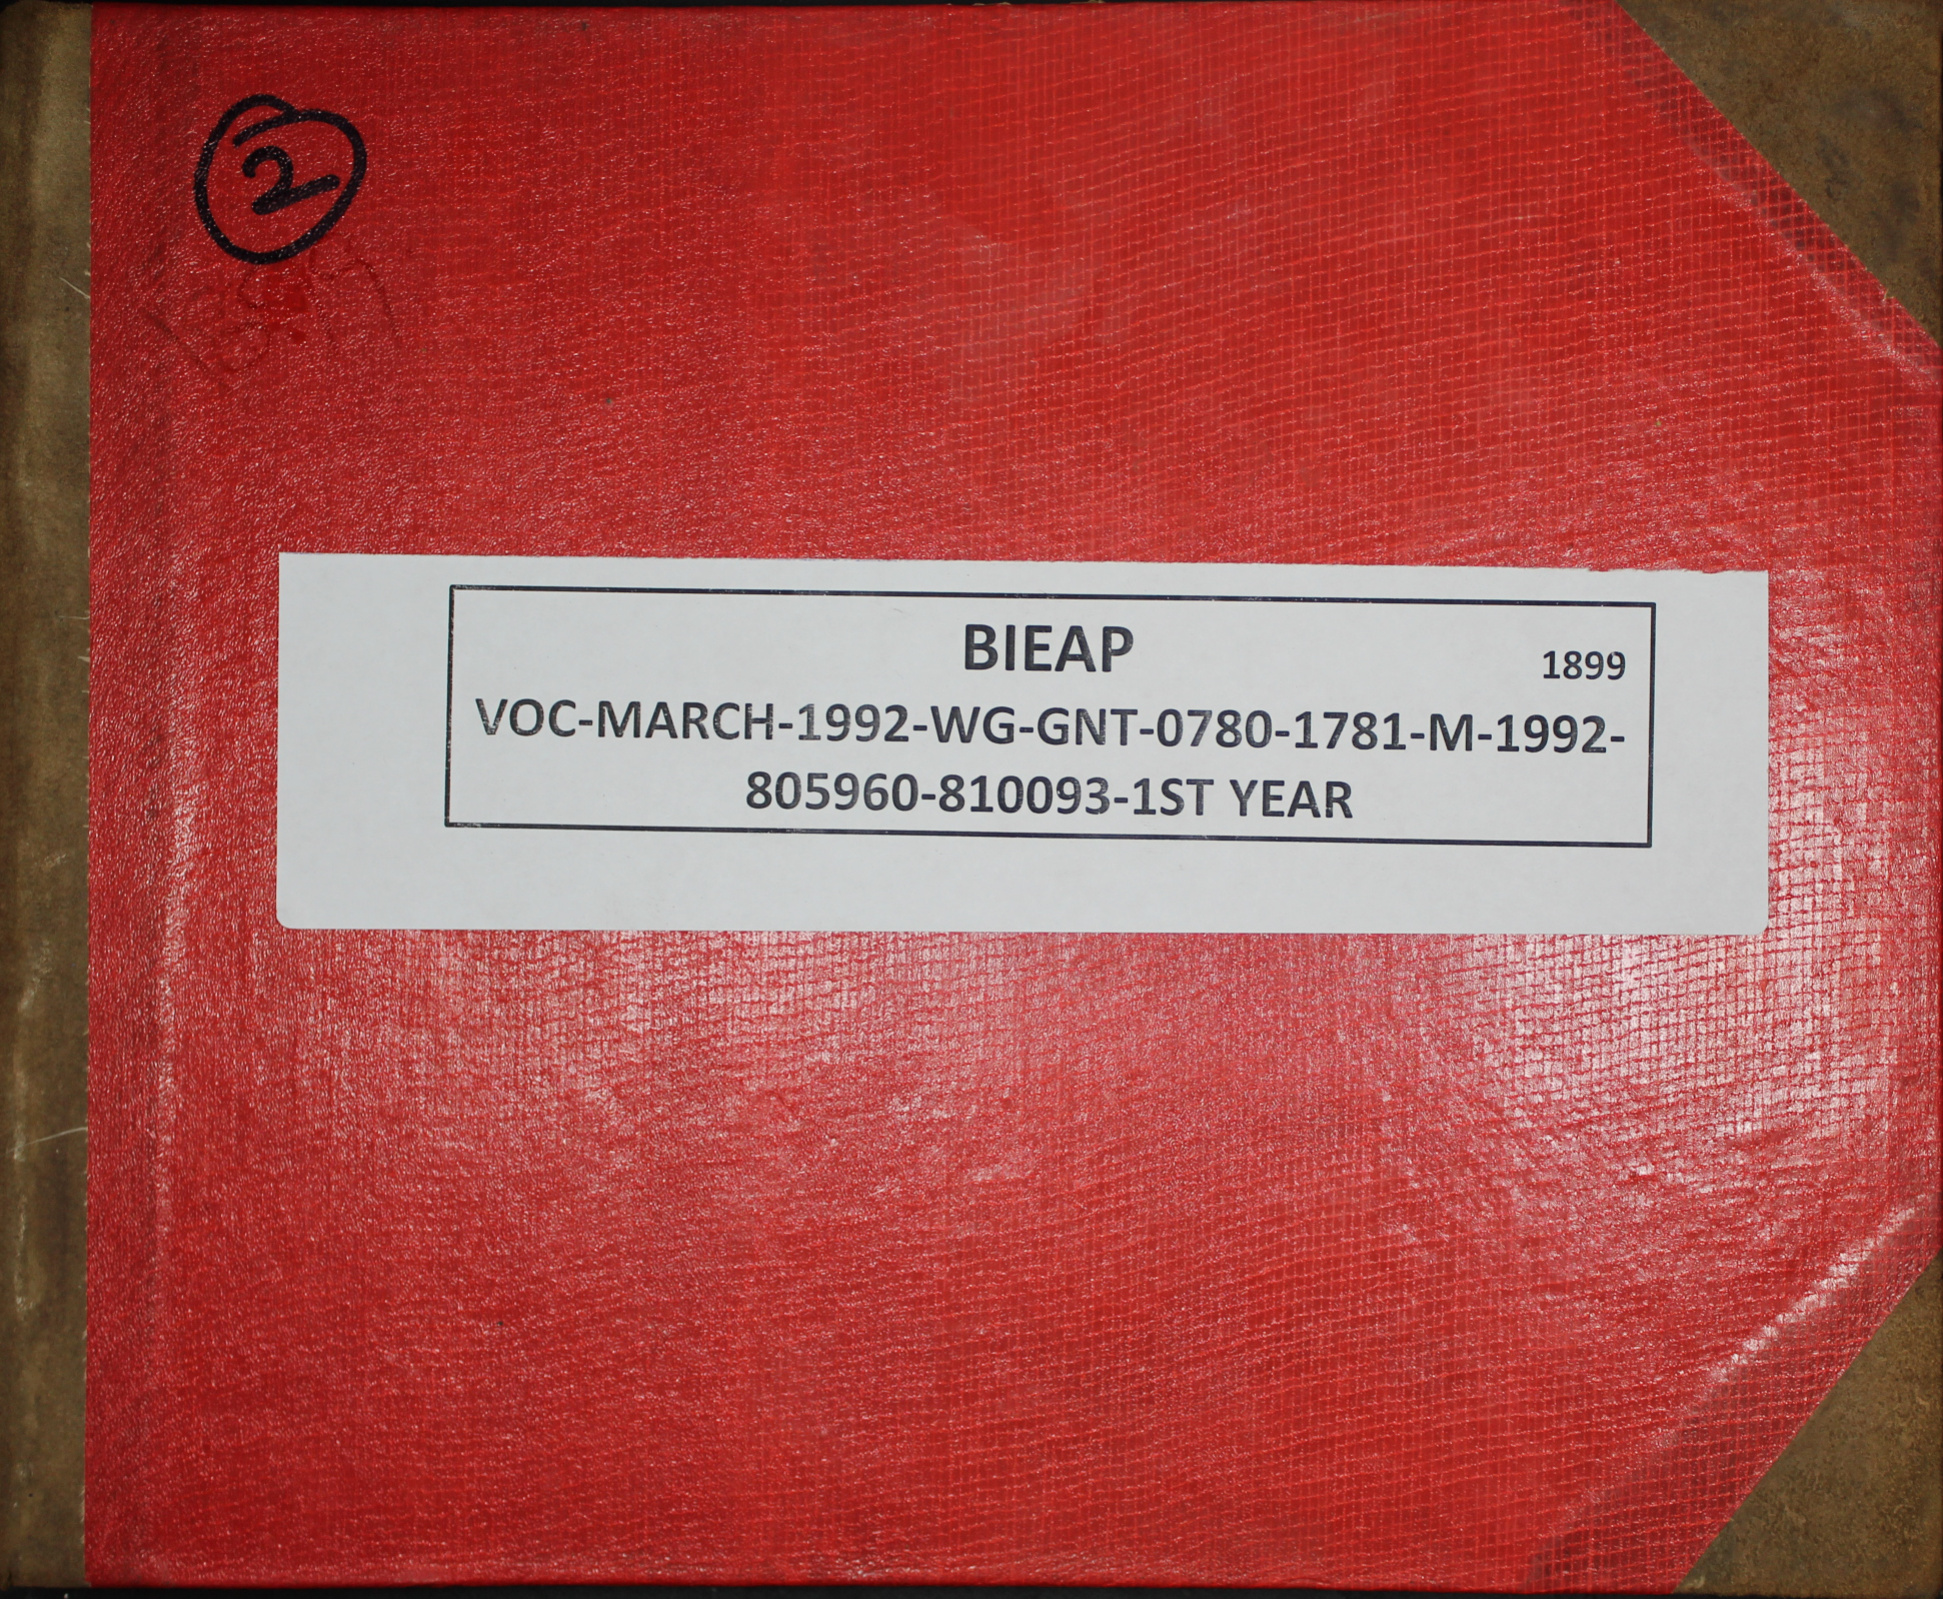 2
BIEAP
1899
VOC-MARCH-1992-WG-GNT-0780-1781-M-1992-
805960-810093-1ST YEAR